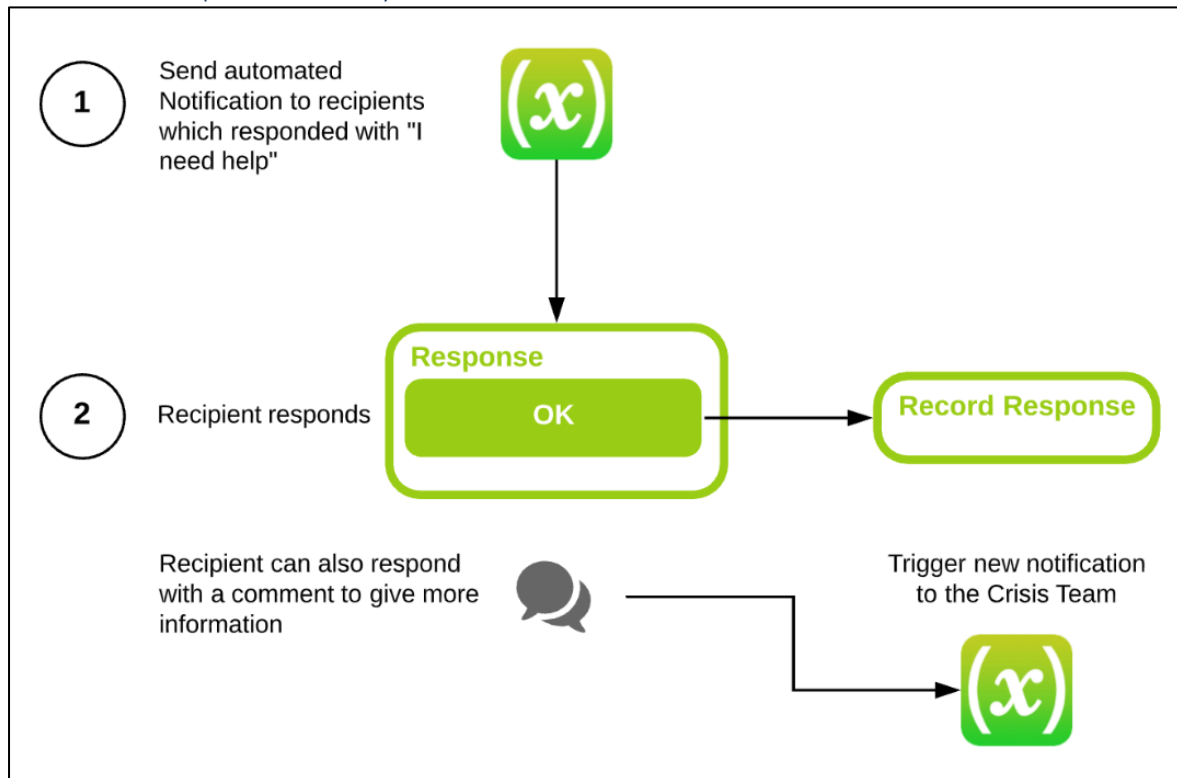 1
Send automated
Notification to recipients
which responded with "I
need help"
(x)
Response
2
Recipient responds
OK
Record Response
Recipient can also respond
with a comment to give more
information
Trigger new notification
to the Crisis Team
(x)